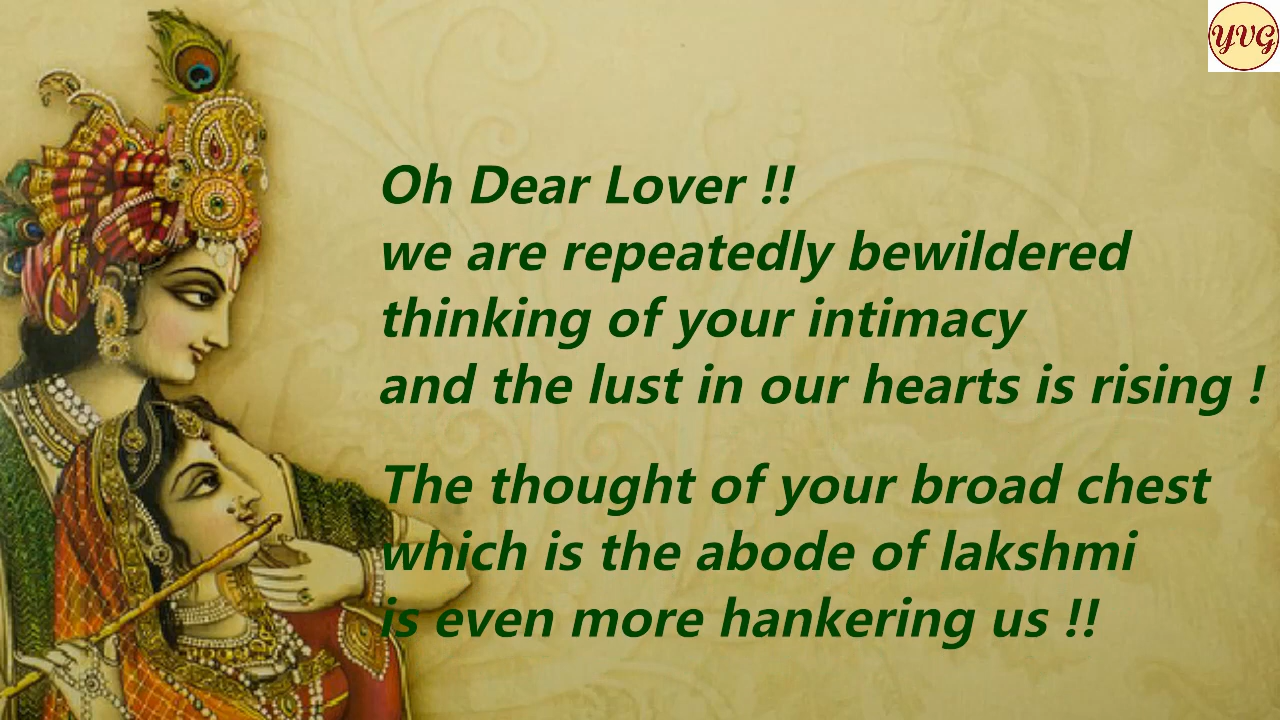 YVG
Oh Dear Lover !!
we are repeatedly bewildered
thinking of your intimacy
and the lust in our hearts is rising !
The thought of your broad chest
which is the abode of lakshmi
is even more hankering us !!